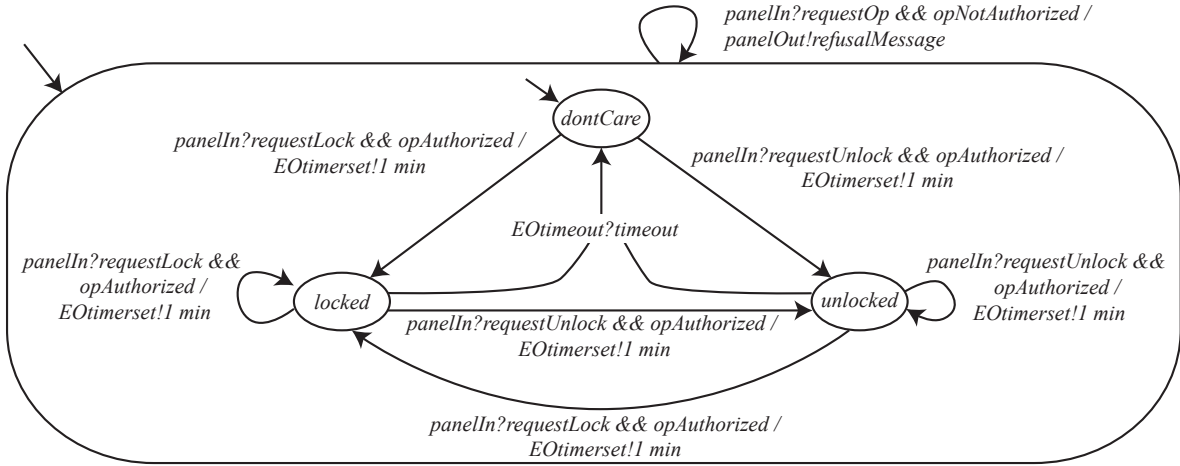 panelIn?requestOp && opNotAuthorized /
panelOut!refusalMessage
dontCare
panelIn?requestLock && opAuthorized /
EOtimerset!1 min
panelIn?requestUnlock && opAuthorized /
EOtimerset!1 min
EOtimeout?timeout
panelIn?requestLock &&
opAuthorized /
EOtimerset!1 min
locked
unlocked
panelIn?requestUnlock &&
opAuthorized /
EOtimerset!1 min
panelIn?requestUnlock && opAuthorized /
EOtimerset!1 min
panelIn?requestLock && opAuthorized /
EOtimerset!1 min